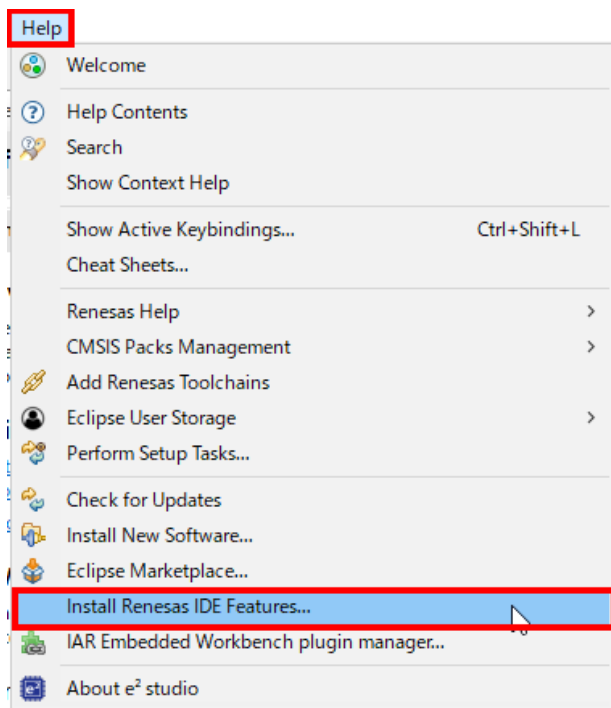 Help
Welcome
Help Contents
Search
Show Context Help
Show Active Keybindings... Ctrl+Shift+L
Cheat Sheets...
Renesas Help
CMSIS Packs Management
Add Renesas Toolchains
Eclipse User Storage
Perform Setup Tasks...
Check for Updates
Install New Software...
Eclipse Marketplace...
Install Renesas IDE Features...
IAR Embedded Workbench plugin manager...
About e² studio